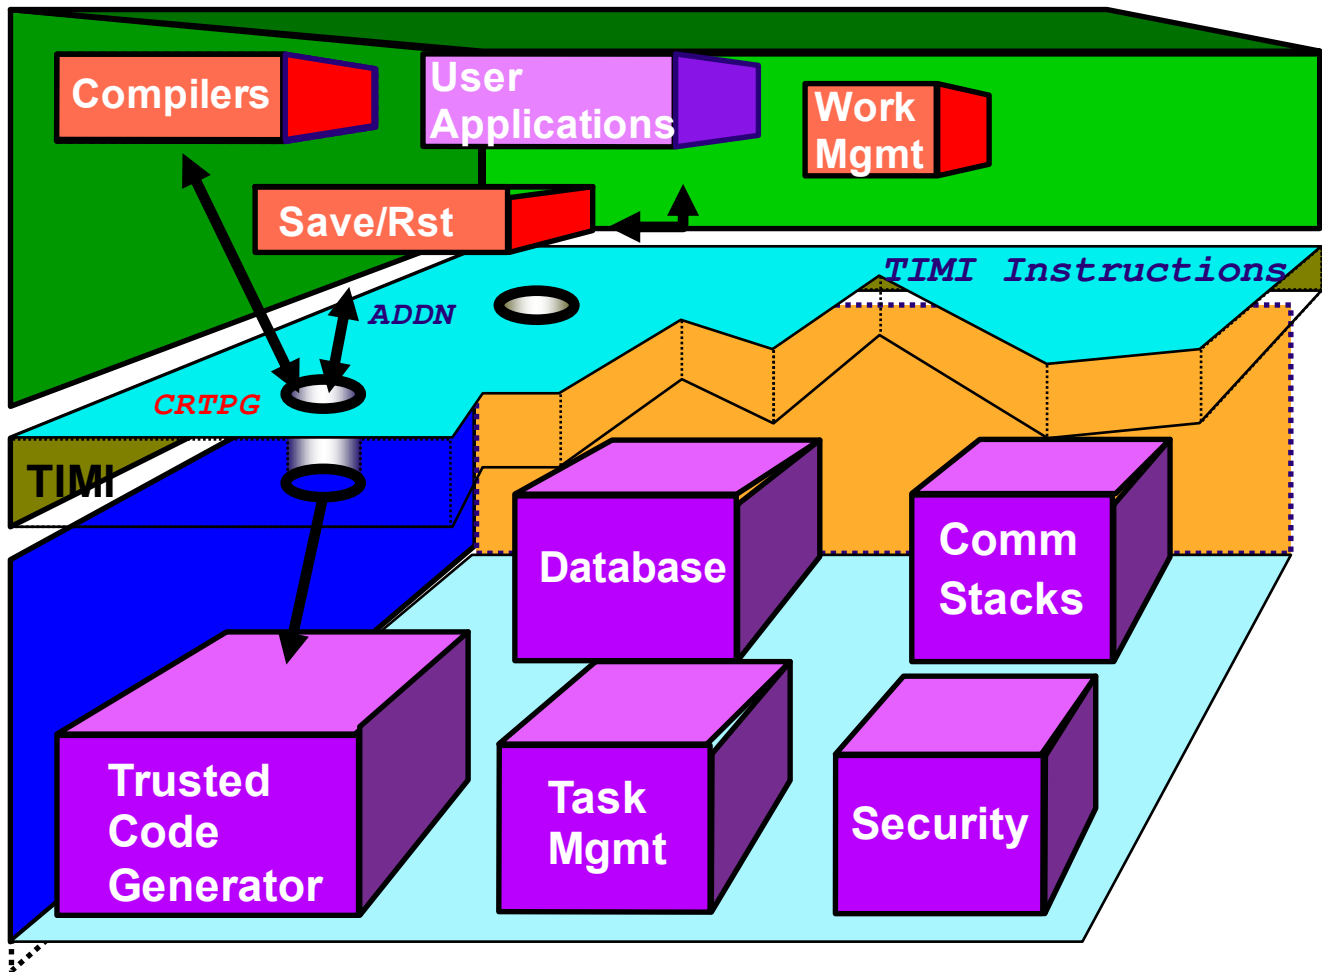 Compilers
User
Applications
Work
Mgmt
Save/Rst
TIMI Instructions
ADDN
CRTPG
TIMI
Database
Comm
Stacks
Trusted
Code
Generator
Task
Mgmt
Security